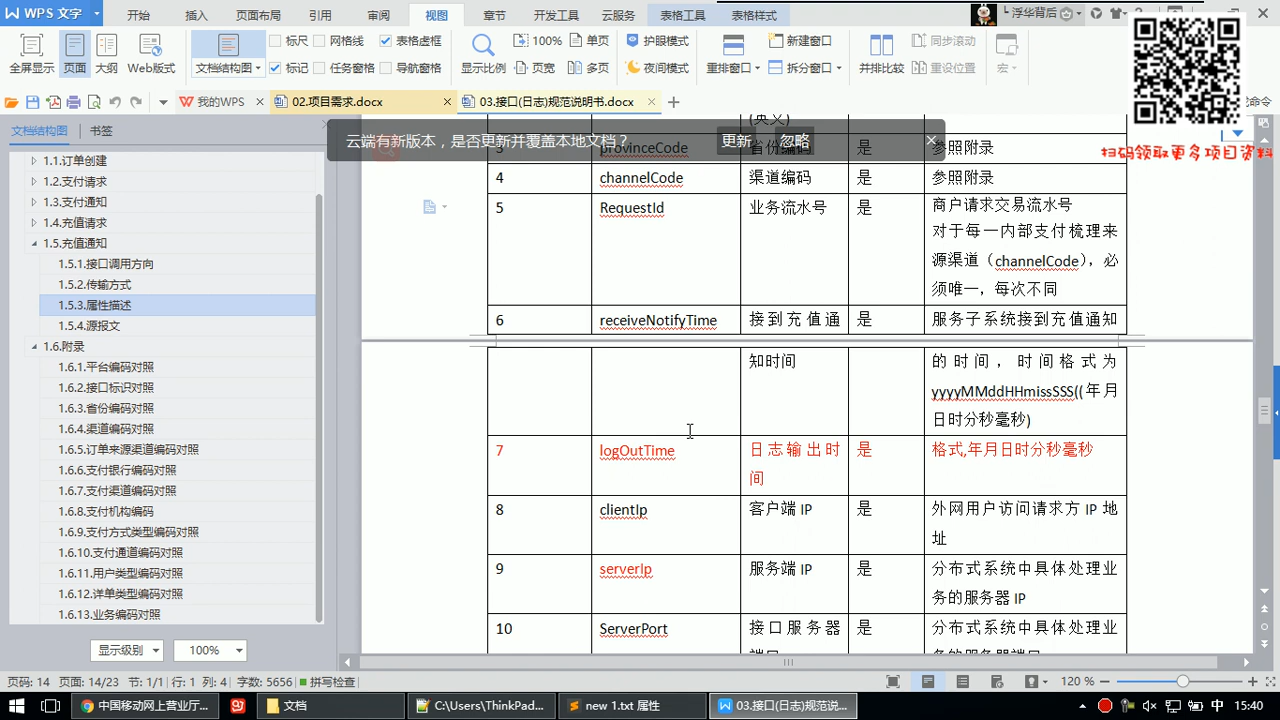 WPS 文字
开始
插入
页面布局
引用
审阅
视图
章节
开发工具
云服务
表格工具
表格样式
浮华背后
全屏显示
页面
大纲
Web版式
文档结构图
标尺
网格线
表格虚框
标记
任务窗格
导航窗格
显示比例
100%
单页
页宽
多页
护眼模式
夜间模式
重排窗口
新建窗口
拆分窗口
并排比较
同步滚动
重设位置
宏
我的WPS
02.项目需求.docx
03.接口(日志)规范说明书.docx
找命令
扫码领取更多项目资料
云端有新版本，是否更新并覆盖本地文档？
更新
忽略
文档结构图
书签
1.1.订单创建
1.2.支付请求
1.3.支付通知
1.4.充值请求
1.5.充值通知
1.5.1.接口调用方向
1.5.2.传输方式
1.5.3.属性描述
1.5.4.源报文
1.6.附录
1.6.1.平台编码对照
1.6.2.接口标识对照
1.6.3.省份编码对照
1.6.4.渠道编码对照
1.6.5.订单来源渠道编码对照
1.6.6.支付银行编码对照
1.6.7.支付渠道编码对照
1.6.8.支付机构编码
1.6.9.支付方式类型编码对照
1.6.10.支付通道编码对照
1.6.11.用户类型编码对照
1.6.12.详单类型编码对照
1.6.13.业务编码对照
显示级别
100%
(英文)
3 provinceCode 省份编码 是 参照附录
4 channelCode 渠道编码 是 参照附录
5 RequestId 业务流水号 是 商户请求交易流水号
对于每一内部支付梳理来
源渠道（channelCode），必
须唯一，每次不同
6 receiveNotifyTime 接到充值通 是 服务子系统接到充值通知
知时间 的时间，时间格式为
yyyyMMddHHmissSSS((年月
日时分秒毫秒)
7 logOutTime 日志输出时 是 格式,年月日时分秒毫秒
间
8 clientIp 客户端 IP 是 外网用户访问请求方 IP 地
址
9 serverIp 服务端 IP 是 分布式系统中具体处理业
务的服务器 IP
10 ServerPort 接口服务器 是 分布式系统中具体处理业
端口 务的服务器端口
页码: 14
页面: 14/23
节: 1/1
行: 1
列: 4
字数: 5656
拼写检查
120 %
中国移动网上营业厅...
文档
C:\Users\ThinkPad...
new 1.txt 属性
03.接口(日志)规范说...
中
15:40